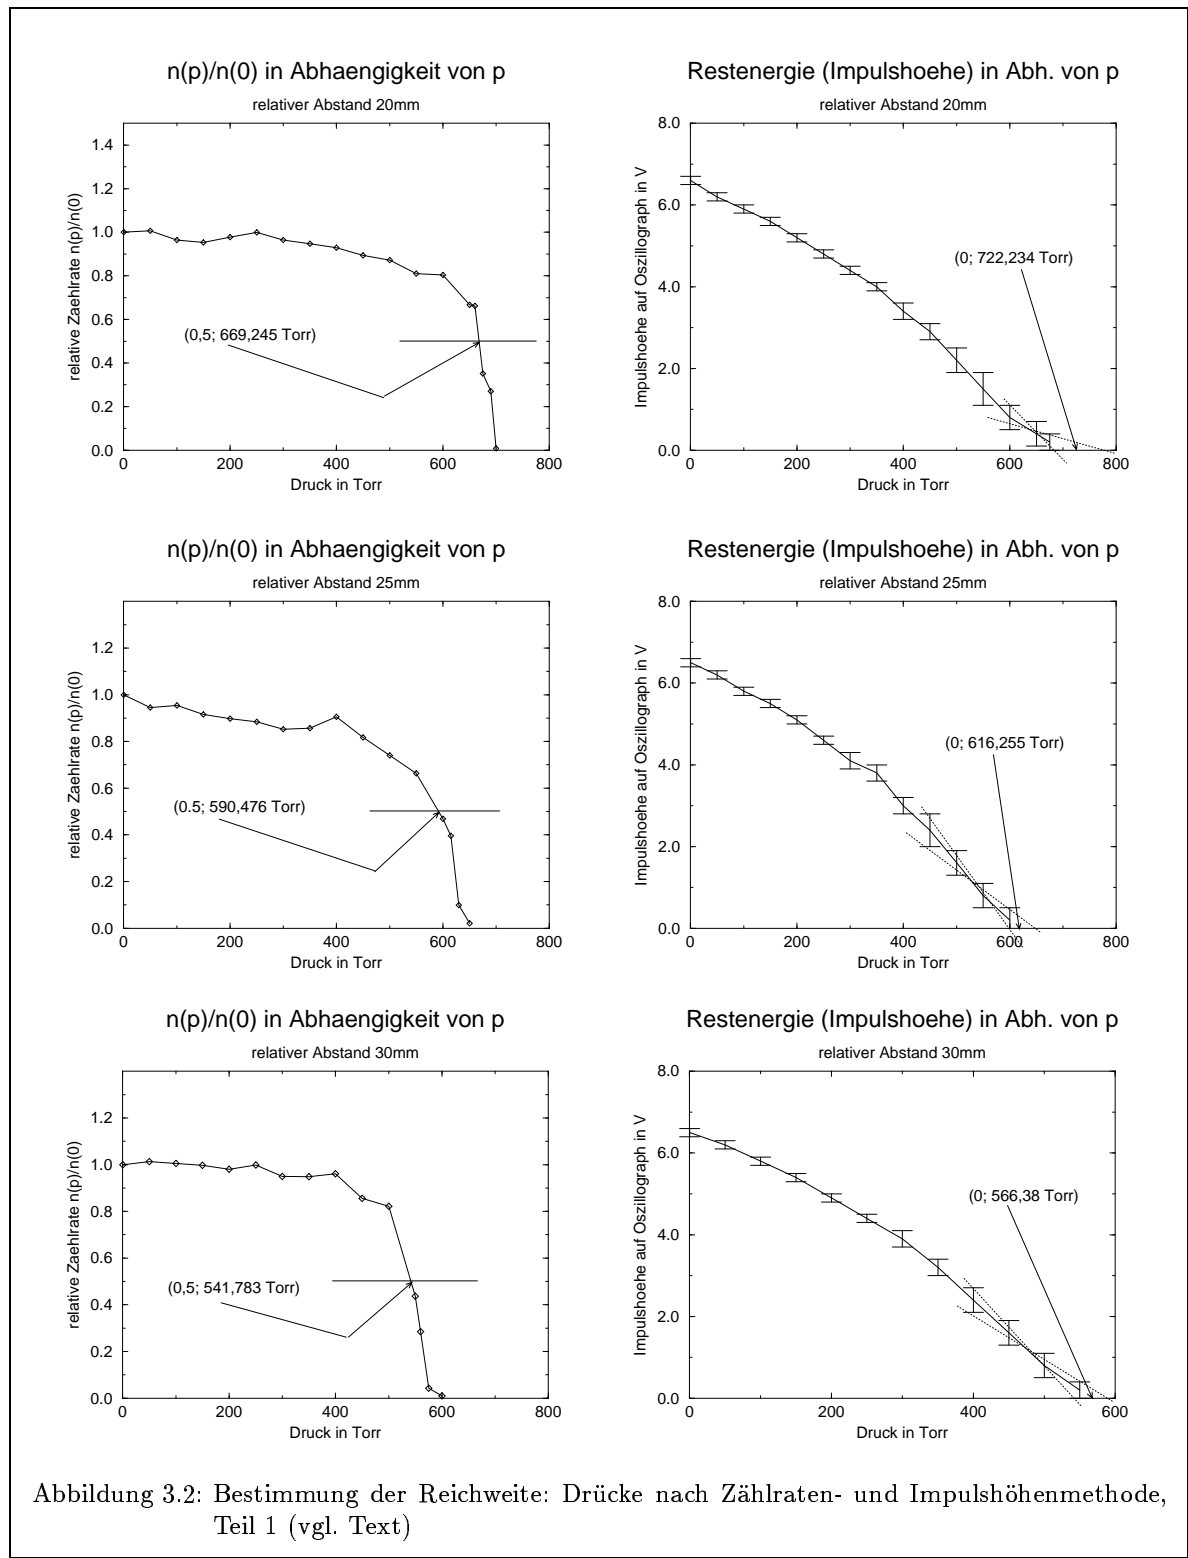 n(p)/n(0) in Abhaengigkeit von p
relativer Abstand 20mm
relative Zaehlrate n(p)/n(0)
1.4
1.2
1.0
0.8
0.6
0.4
0.2
0.0
(0,5; 669,245 Torr)
0 200 400 600 800
Druck in Torr
Restenergie (Impulshoehe) in Abh. von p
relativer Abstand 20mm
Impulshoehe auf Oszillograph in V
8.0
6.0
4.0
2.0
0.0
(0; 722,234 Torr)
0 200 400 600 800
Druck in Torr
n(p)/n(0) in Abhaengigkeit von p
relativer Abstand 25mm
relative Zaehlrate n(p)/n(0)
1.2
1.0
0.8
0.6
0.4
0.2
0.0
(0.5; 590,476 Torr)
0 200 400 600 800
Druck in Torr
Restenergie (Impulshoehe) in Abh. von p
relativer Abstand 25mm
Impulshoehe auf Oszillograph in V
8.0
6.0
4.0
2.0
0.0
(0; 616,255 Torr)
0 200 400 600 800
Druck in Torr
n(p)/n(0) in Abhaengigkeit von p
relativer Abstand 30mm
relative Zaehlrate n(p)/n(0)
1.2
1.0
0.8
0.6
0.4
0.2
0.0
(0,5; 541,783 Torr)
0 200 400 600 800
Druck in Torr
Restenergie (Impulshoehe) in Abh. von p
relativer Abstand 30mm
Impulshoehe auf Oszillograph in V
8.0
6.0
4.0
2.0
0.0
(0; 566,38 Torr)
0 200 400 600
Druck in Torr
Abbildung 3.2: Bestimmung der Reichweite: Drücke nach Zählraten- und Impulshöhenmethode,
Teil 1 (vgl. Text)